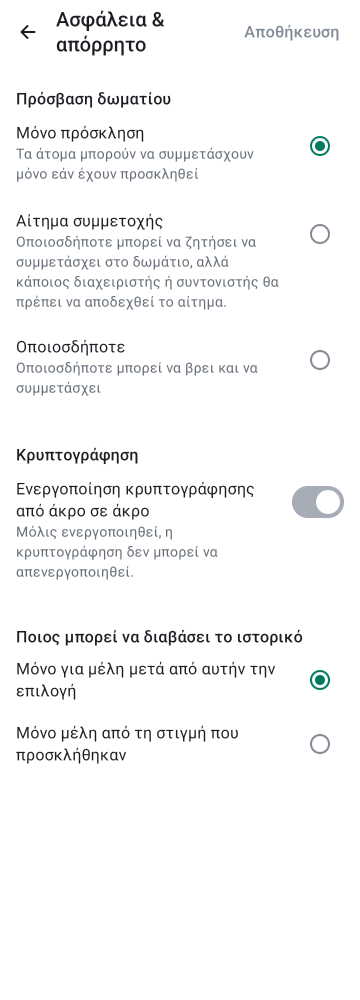 Ασφάλεια &
απόρρητο
Αποθήκευση
Πρόσβαση δωματίου
Μόνο πρόσκληση
Τα άτομα μπορούν να συμμετάσχουν
μόνο εάν έχουν προσκληθεί
Αίτημα συμμετοχής
Οποιοσδήποτε μπορεί να ζητήσει να
συμμετάσχει στο δωμάτιο, αλλά
κάποιος διαχειριστής ή συντονιστής θα
πρέπει να αποδεχθεί το αίτημα.
Οποιοσδήποτε
Οποιοσδήποτε μπορεί να βρει και να
συμμετάσχει
Κρυπτογράφηση
Ενεργοποίηση κρυπτογράφησης
από άκρο σε άκρο
Μόλις ενεργοποιηθεί, η
κρυπτογράφηση δεν μπορεί να
απενεργοποιηθεί.
Ποιος μπορεί να διαβάσει το ιστορικό
Μόνο για μέλη μετά από αυτήν την
επιλογή
Μόνο μέλη από τη στιγμή που
προσκλήθηκαν